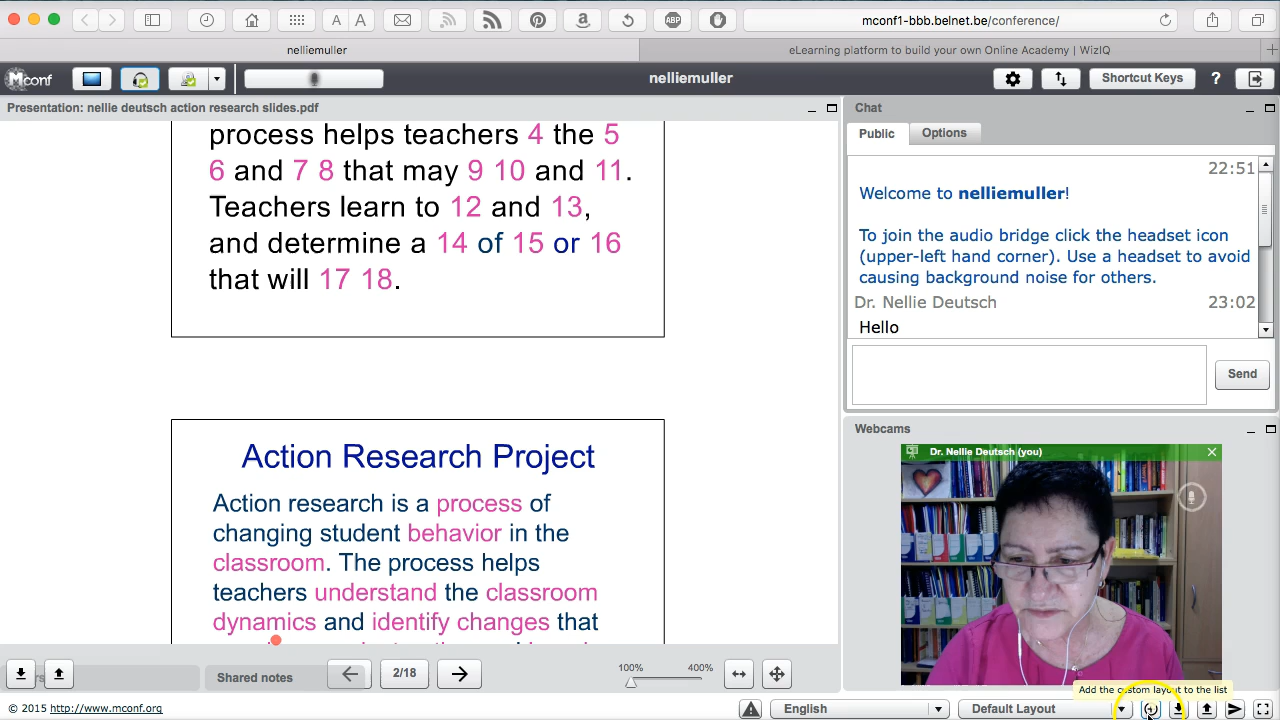 A A
ABP
mconf1-bbb.belnet.be/conference/
nelliemuller
eLearning platform to build your own Online Academy | WizIQ
Mconf
nelliemuller
Shortcut Keys
?
Presentation: nellie deutsch action research slides.pdf
process helps teachers 4 the 5
6 and 7 8 that may 9 10 and 11.
Teachers learn to 12 and 13,
and determine a 14 of 15 or 16
that will 17 18.
Action Research Project
Action research is a process of
changing student behavior in the
classroom. The process helps
teachers understand the classroom
dynamics and identify changes that
Shared notes
2/18
100%
400%
Chat
Public
Options
22:51
Welcome to nelliemuller!
To join the audio bridge click the headset icon
(upper-left hand corner). Use a headset to avoid
causing background noise for others.
Dr. Nellie Deutsch 23:02
Hello
Send
Webcams
Dr. Nellie Deutsch (you)
Add the custom layout to the list
© 2015 http://www.mconf.org
English
Default Layout